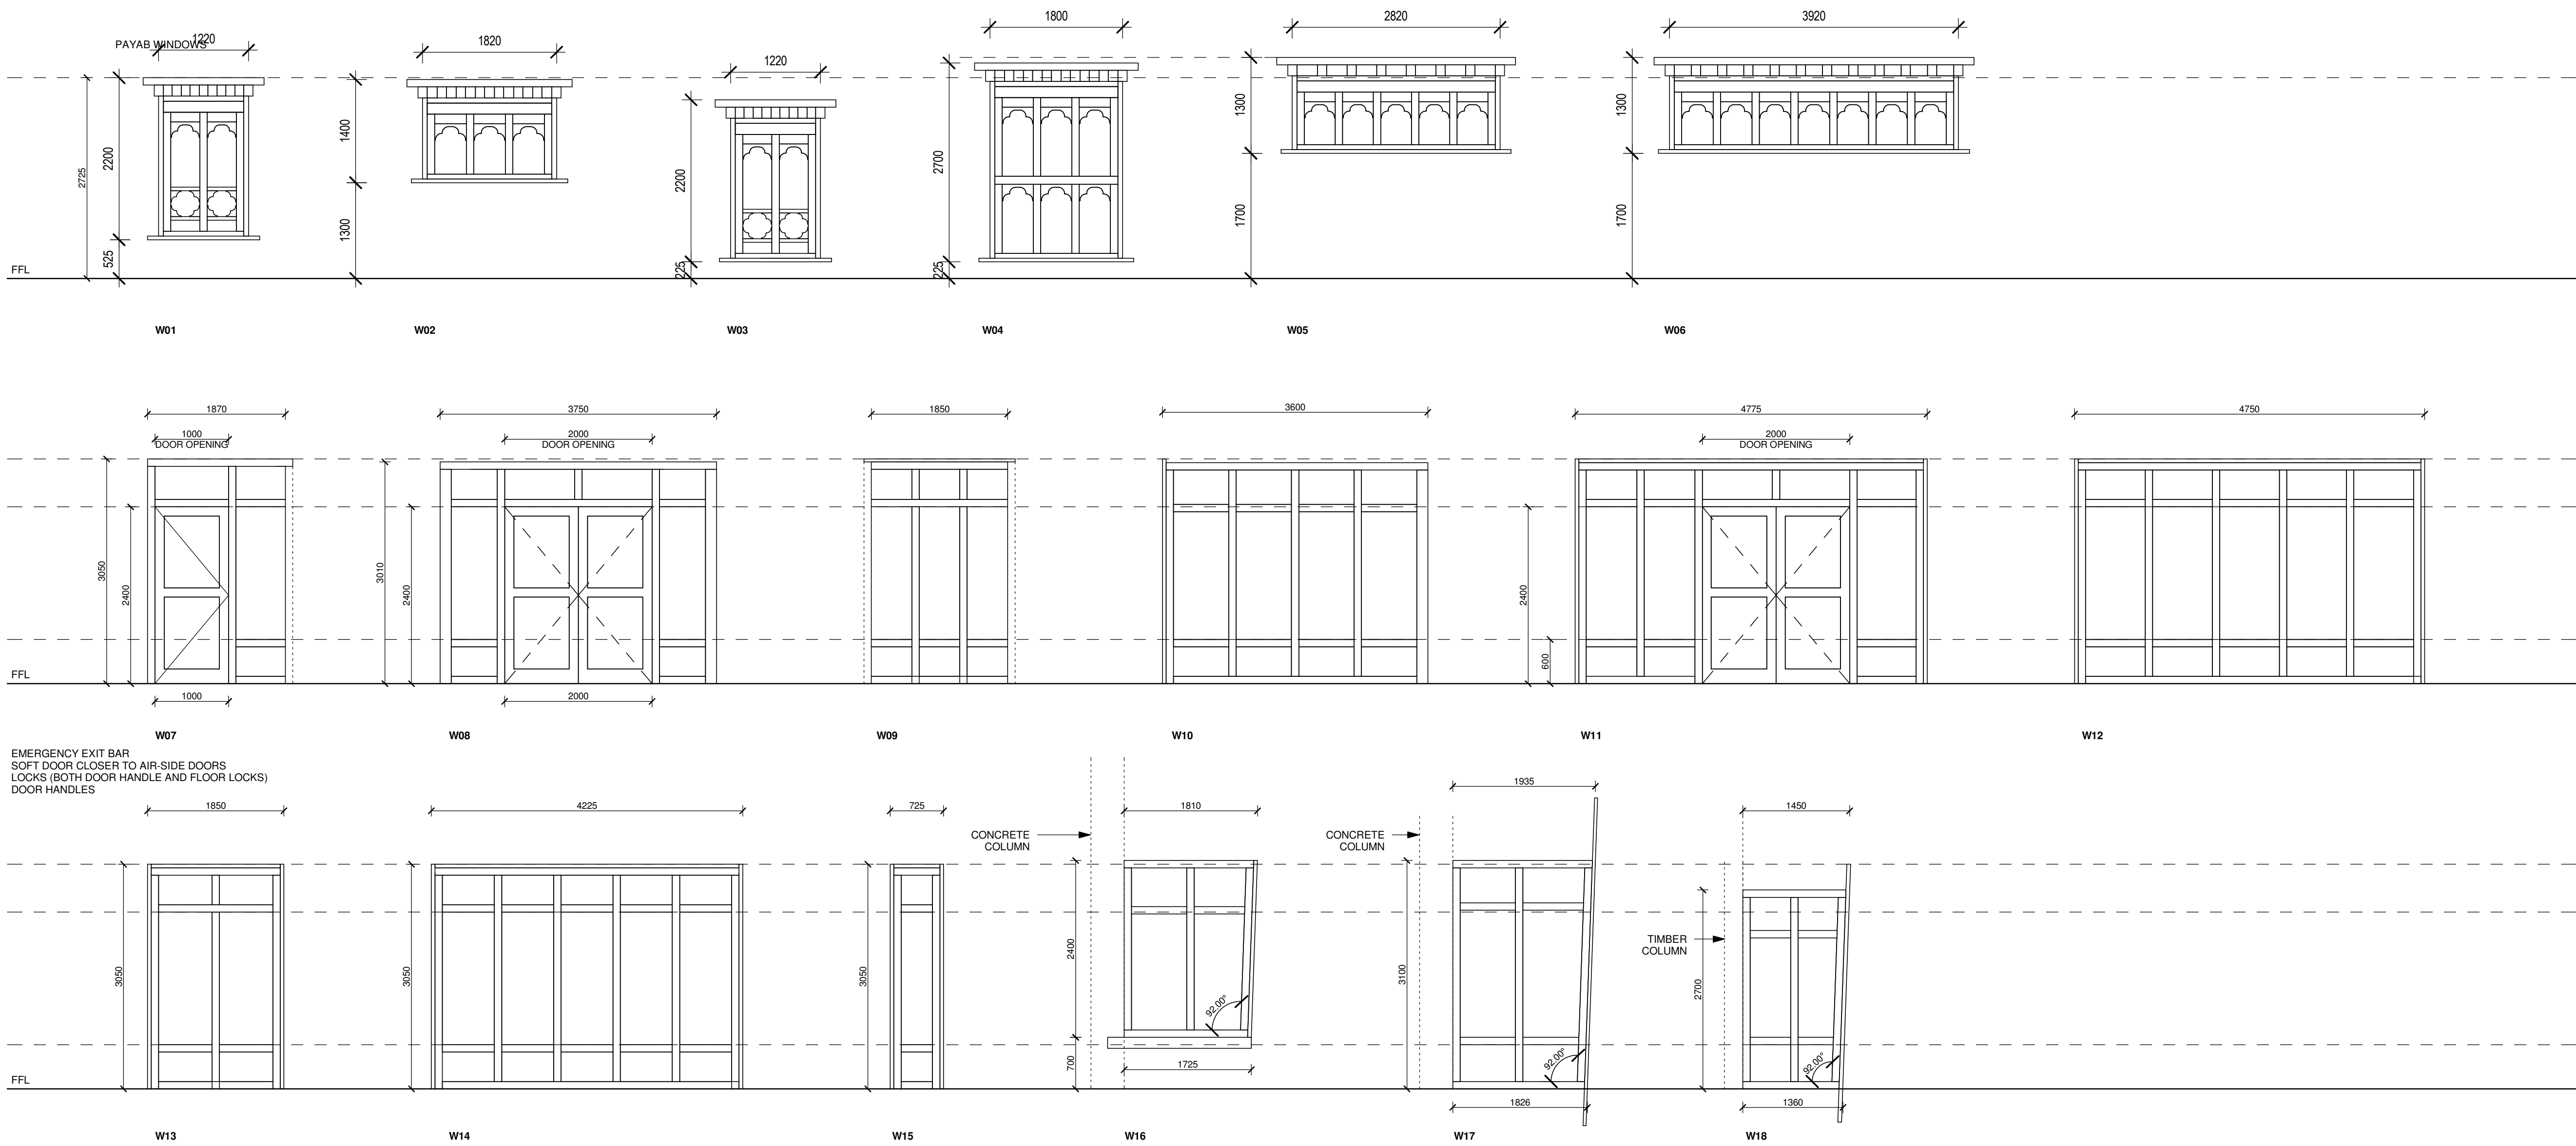 1800
2820
3920
PAYAB WINDOWS
1220
1820
1220
2725
2200
525
1400
1300
2200
225
2700
225
1300
1700
1300
1700
FFL
W01
W02
W03
W04
W05
W06
1870
3750
1850
3600
4775
4750
1000
DOOR OPENING
2000
DOOR OPENING
2000
DOOR OPENING
3050
2400
3010
2400
2400
600
FFL
1000
2000
W07
W08
W09
W10
W11
W12
EMERGENCY EXIT BAR
SOFT DOOR CLOSER TO AIR-SIDE DOORS
LOCKS (BOTH DOOR HANDLE AND FLOOR LOCKS)
DOOR HANDLES
1850
4225
725
1810
1935
1450
CONCRETE
COLUMN
CONCRETE
COLUMN
TIMBER
COLUMN
3050
3050
3050
2400
700
3100
2700
92.00°
92.00°
92.00°
FFL
1725
1826
1360
W13
W14
W15
W16
W17
W18